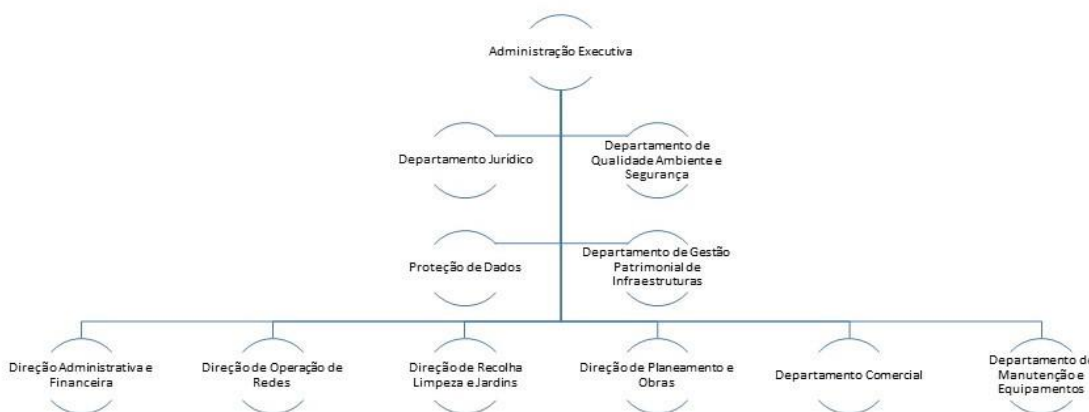 Administração Executiva
Departamento Jurídico
Departamento de
Qualidade Ambiente e
Segurança
Proteção de Dados
Departamento de Gestão
Patrimonial de
Infraestruturas
Direção Administrativa e
Financeira
Direção de Operação de
Redes
Direção de Recolha
Limpeza e Jardins
Direção de Planeamento e
Obras
Departamento Comercial
Departamento de
Manutenção e
Equipamentos